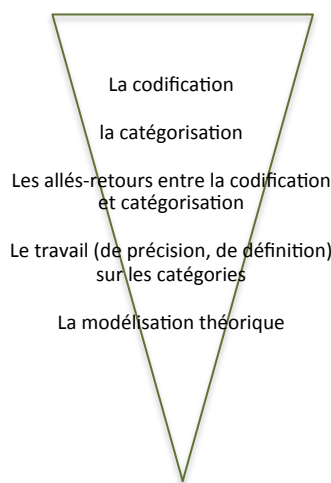 La codification
la catégorisation
Les allés-retours entre la codification
et catégorisation
Le travail (de précision, de définition)
sur les catégories
La modélisation théorique